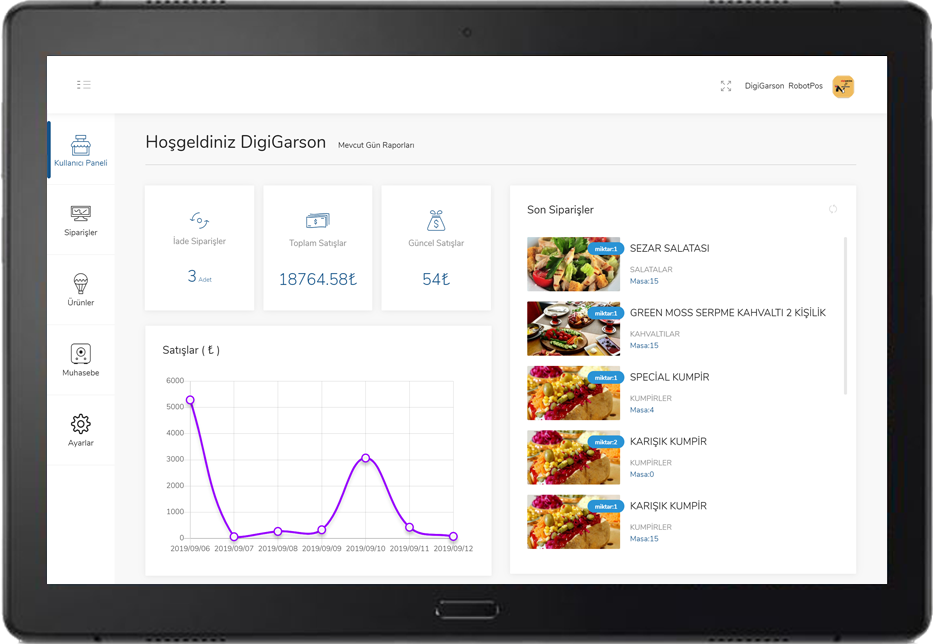 DigiGarson RobotPos
Kullanıcı Paneli
Siparişler
Ürünler
Muhasebe
Ayarlar
Hoşgeldiniz DigiGarson
Mevcut Gün Raporları
İade Siparişler
3 Adet
Toplam Satışlar
18764.58₺
Güncel Satışlar
54₺
Satışlar ( ₺ )
6000
5000
4000
3000
2000
1000
0
2019/09/06 2019/09/07 2019/09/08 2019/09/09 2019/09/10 2019/09/11 2019/09/12
Son Siparişler
miktar:1
SEZAR SALATASI
SALATALAR
Masa:15
miktar:1
GREEN MOSS SERPME KAHVALTI 2 KİŞİLİK
KAHVALTILAR
Masa:15
miktar:1
SPECİAL KUMPİR
KUMPİRLER
Masa:4
miktar:2
KARIŞIK KUMPİR
KUMPİRLER
Masa:0
miktar:1
KARIŞIK KUMPİR
KUMPİRLER
Masa:15